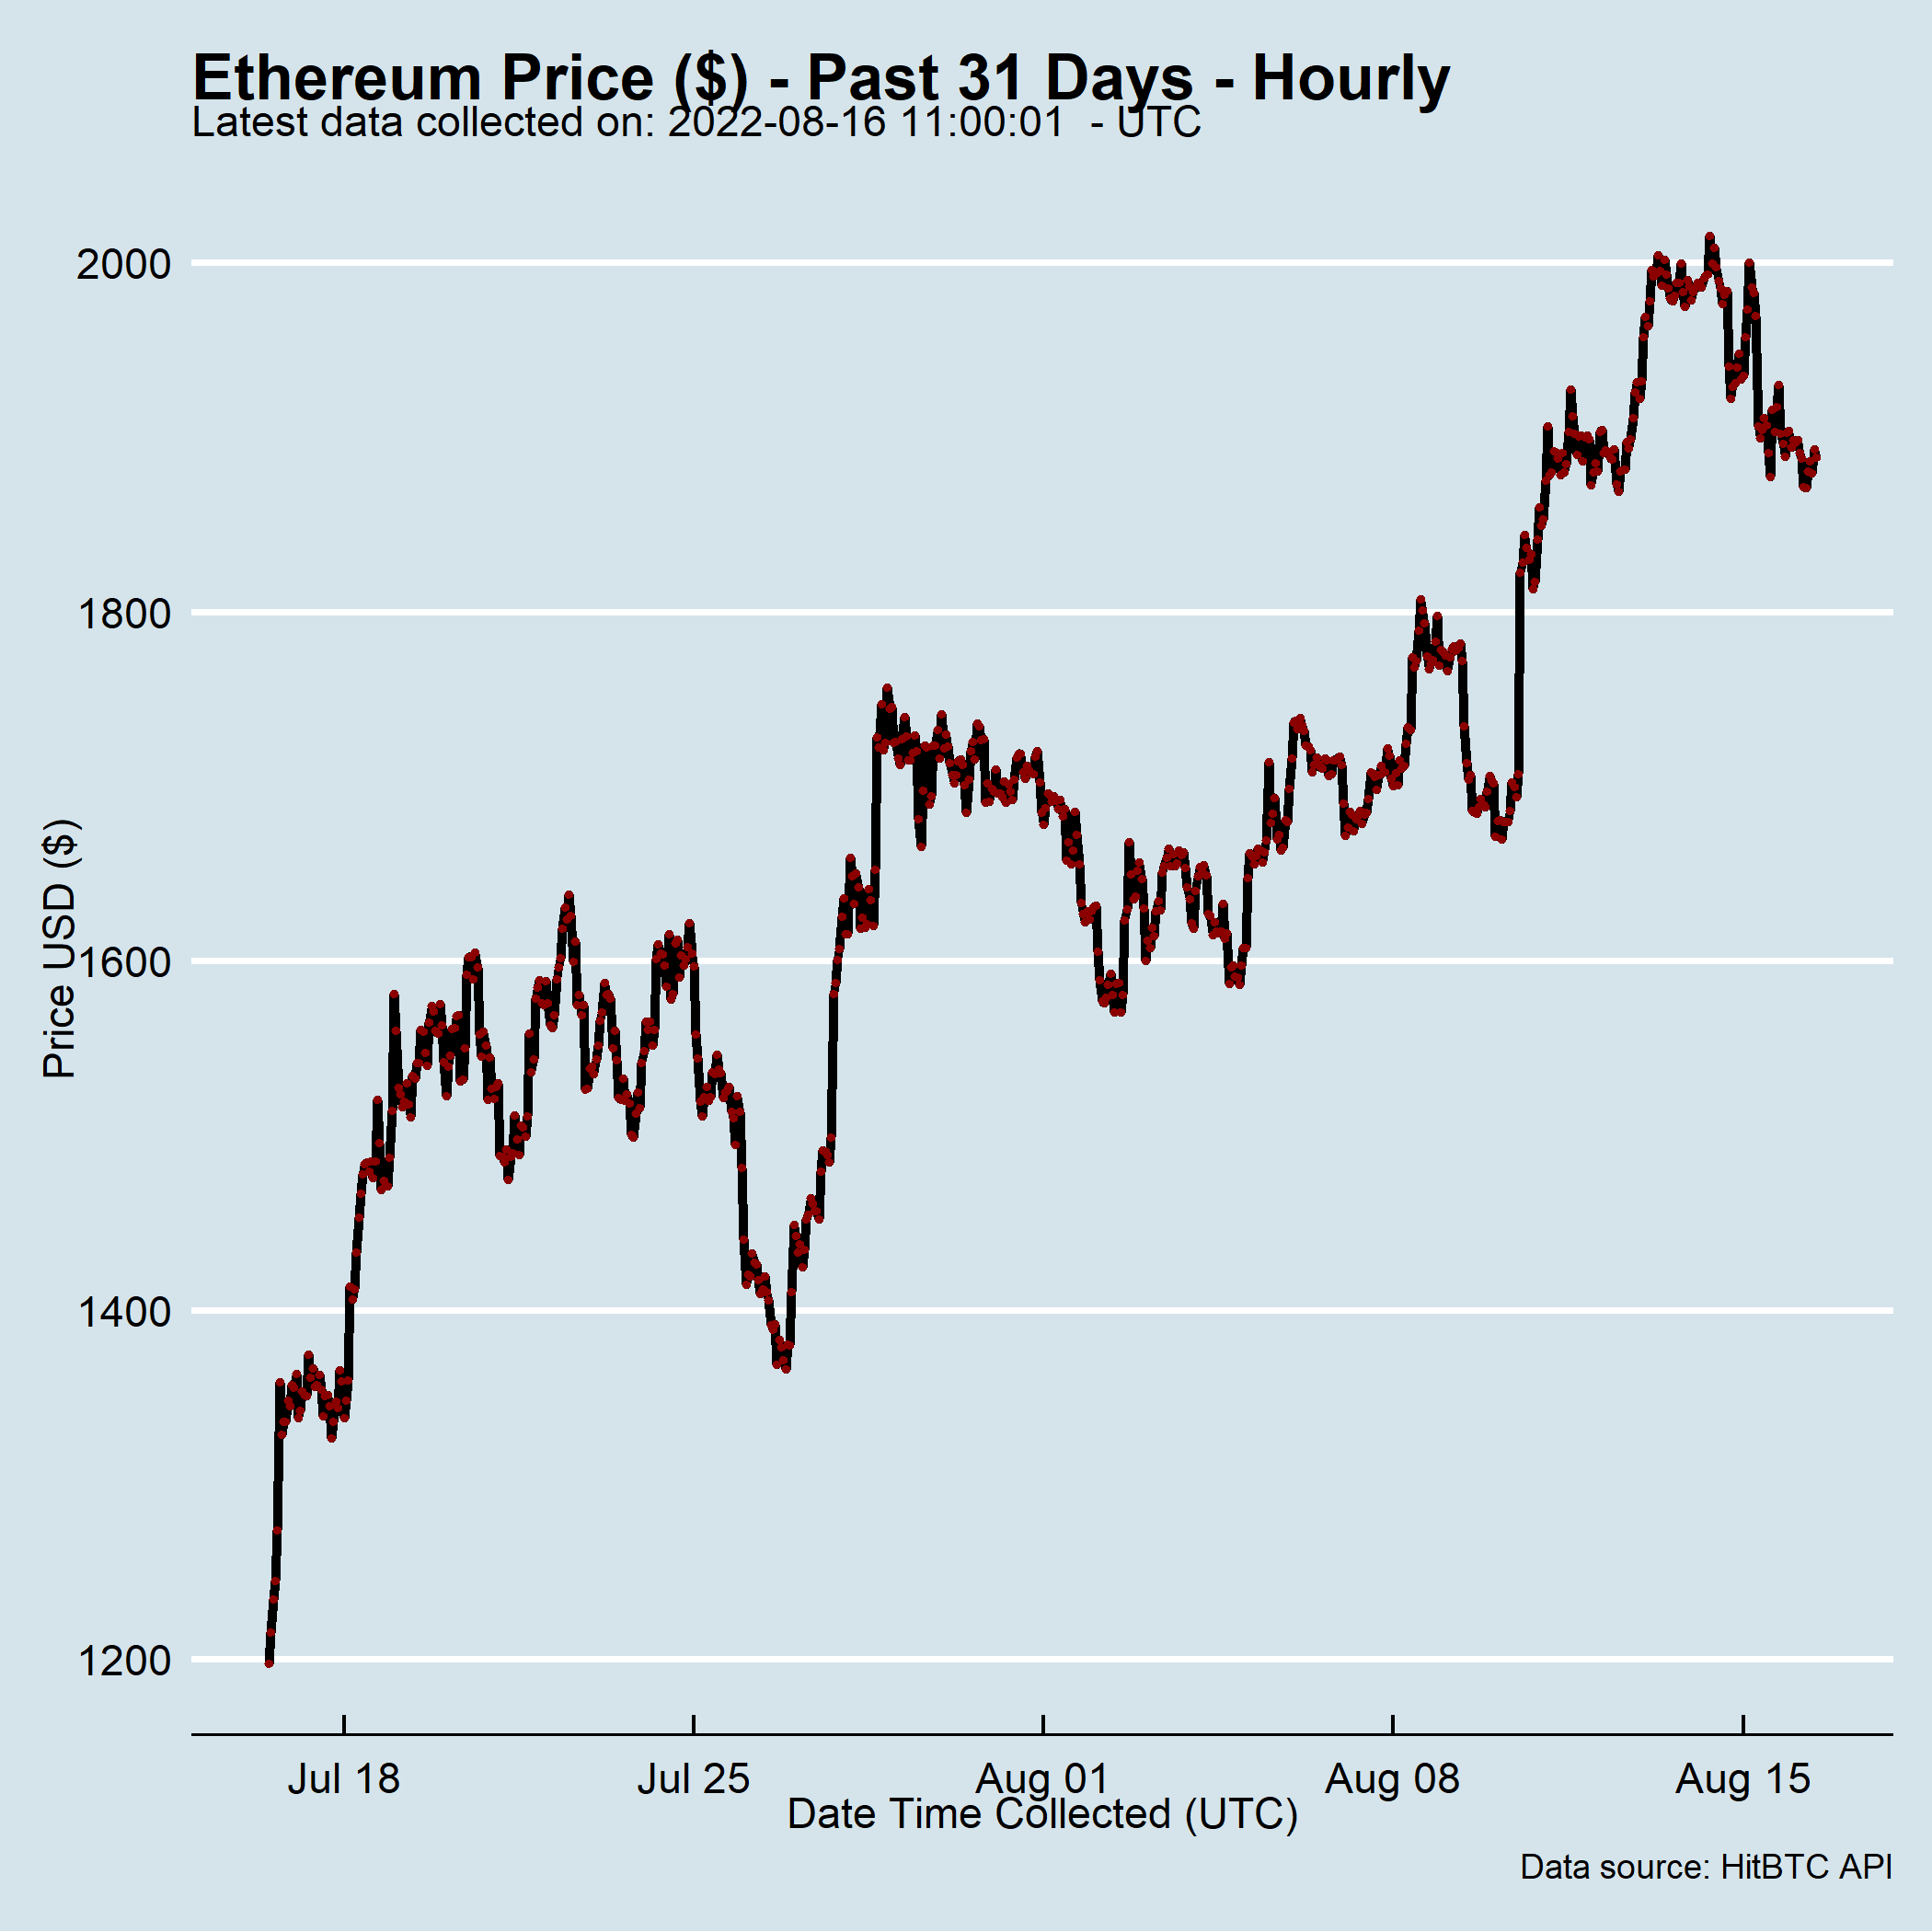 Ethereum Price ($) - Past 31 Days - Hourly
Latest data collected on: 2022-08-16 11:00:01  - UTC
Price USD ($)
2000
1800
1600
1400
1200
Jul 18
Jul 25
Aug 01
Aug 08
Aug 15
Date Time Collected (UTC)
Data source: HitBTC API